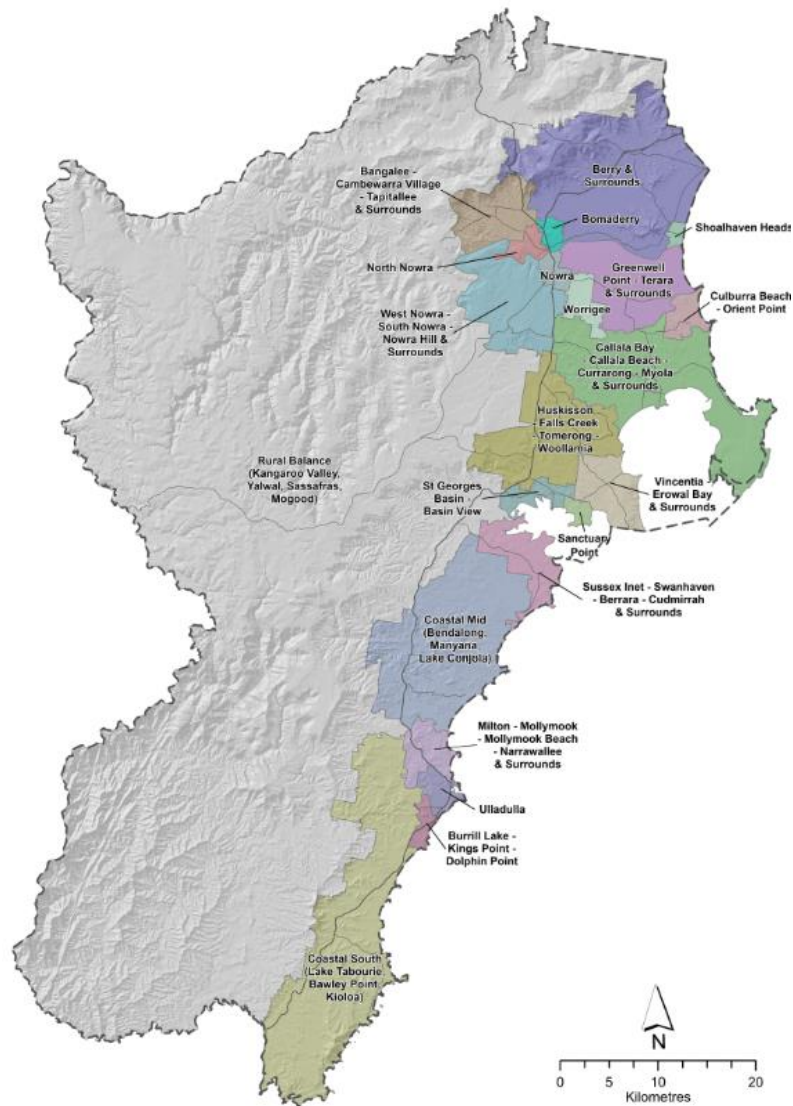 Berry &
Surrounds
Bangalee -
Cambewarra Village
- Tapitallee
& Surrounds
Bomaderry
Shoalhaven Heads
North Nowra
Greenwell
Point - Terara
& Surrounds
Nowra
Culburra Beach
- Orient Point
Worrigee
West Nowra -
South Nowra -
Nowra Hill &
Surrounds
Callala Bay
- Callala Beach -
Currarong - Myola
& Surrounds
Huskisson
- Falls Creek
- Tomerong -
Woollamia
Rural Balance
(Kangaroo Valley,
Yalwal, Sassafras,
Mogood)
St Georges
Basin -
Basin View
Vincentia -
Erowal Bay
& Surrounds
Sanctuary
Point
Sussex Inet - Swanhaven
- Berrara - Cudmirrah
& Surrounds
Coastal Mid
(Bendalong,
Manyana,
Lake Conjola)
Milton - Mollymook
- Mollymook Beach
- Narrawallee
& Surrounds
Ulladulla
Burrill Lake -
Kings Point -
Dolphin Point
Coastal South
(Lake Tabourie,
Bawley Point,
Kioloa)
N
0 5 10 20
Kilometres